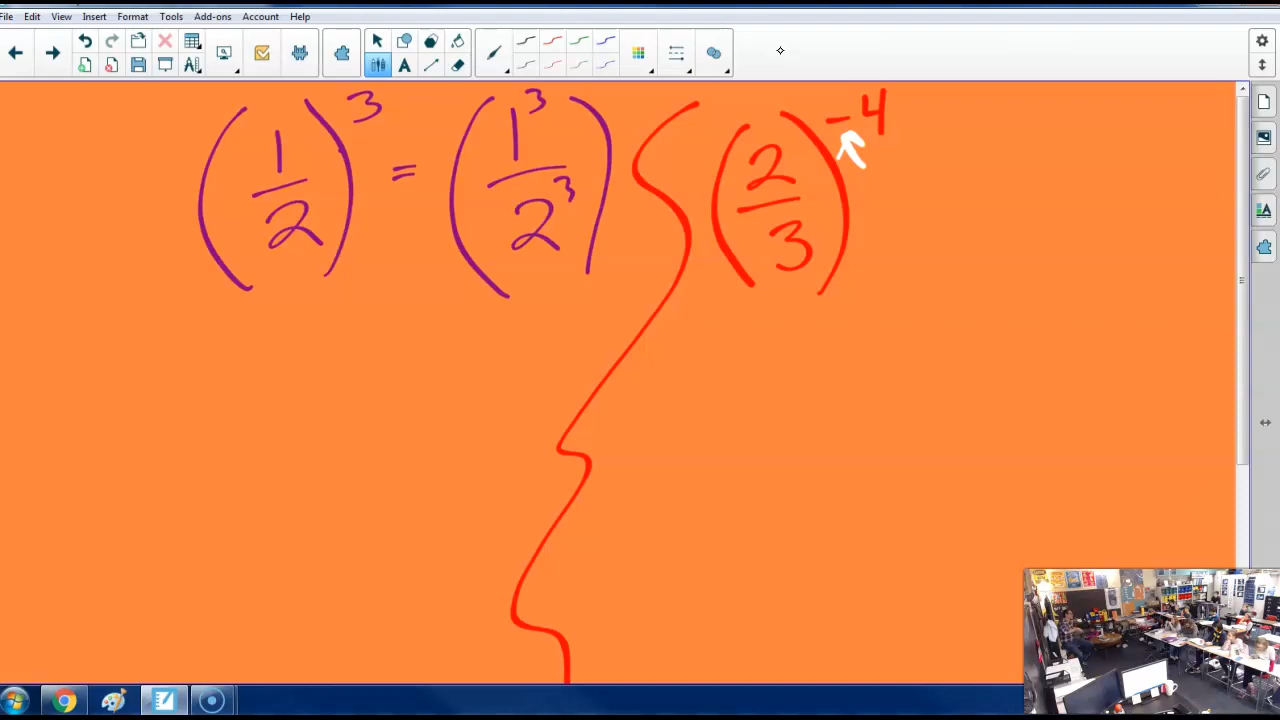 File Edit View Insert Format Tools Add-ons Account Help
(1/2)^3 = (1^3/2^3) (2/3)^-4